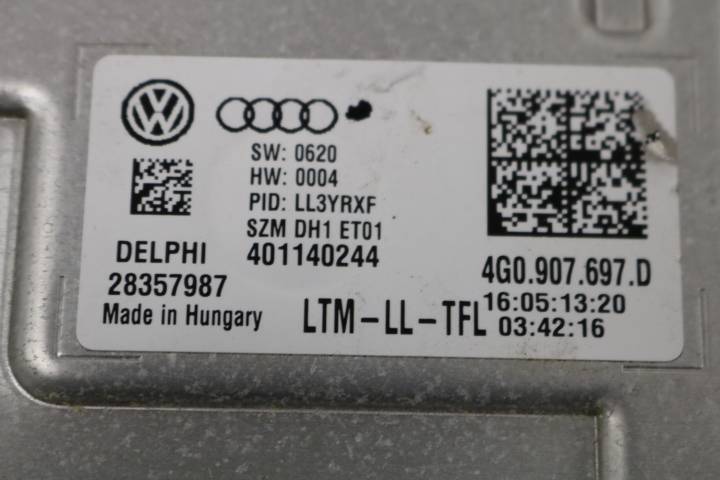 SW: 0620
HW: 0004
PID: LL3YRXF
SZM DH1 ET01
DELPHI 401140244
28357987
Made in Hungary
LTM-LL-TFL
4G0.907.697.D
16:05:13:20
03:42:16